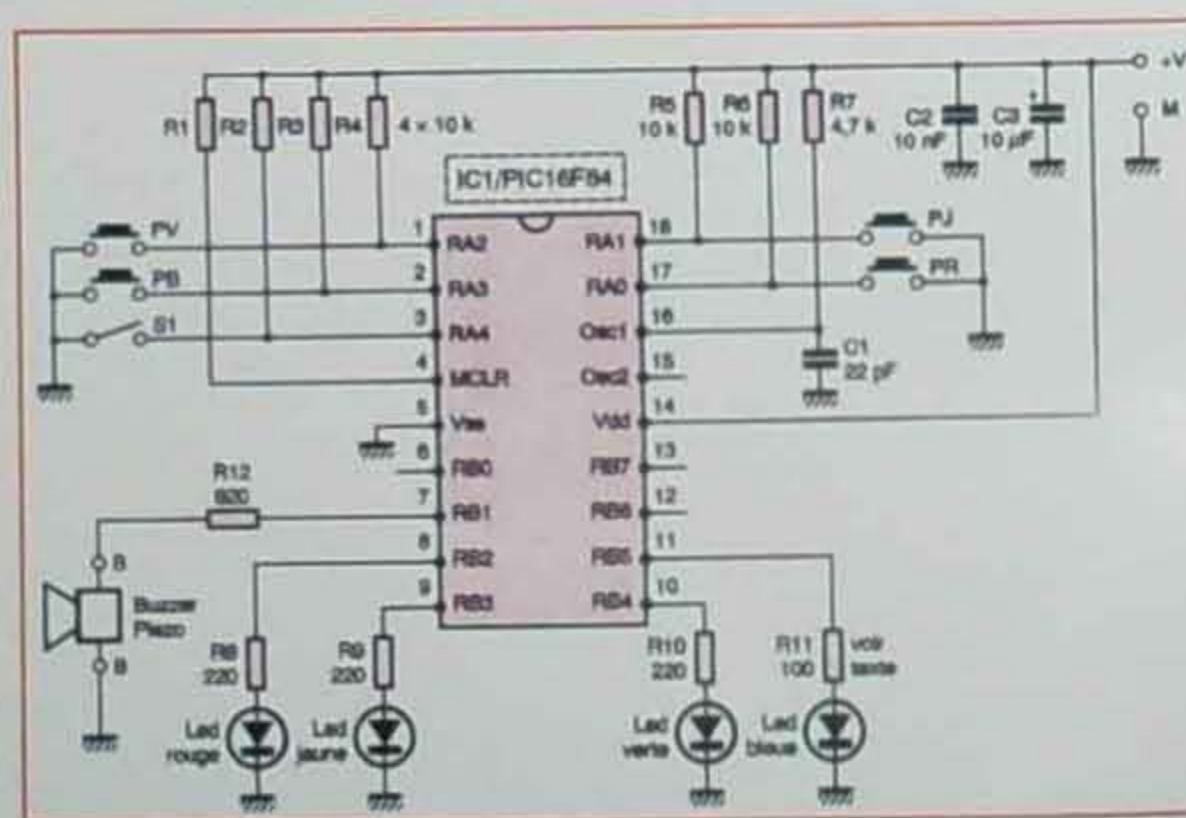 +V
M
R1
R2
R3
R4
4 x 10 k
R5
10 k
R6
10 k
R7
4,7 k
C2
10 nF
C3
+
10 µF
IC1/PIC16F84
PV
PB
S1
PJ
PR
1
RA2
2
RA3
3
RA4
4
MCLR
5
Vss
6
RB0
7
RB1
8
RB2
9
RB3
18
RA1
17
RA0
16
Osc1
15
Osc2
14
Vdd
13
RB7
12
RB6
11
RB5
10
RB4
C1
22 pF
R12
820
B
Buzzer
Piezo
B
R8
220
R9
220
R10
220
R11
100
voir
texte
Led
rouge
Led
jaune
Led
verte
Led
bleue